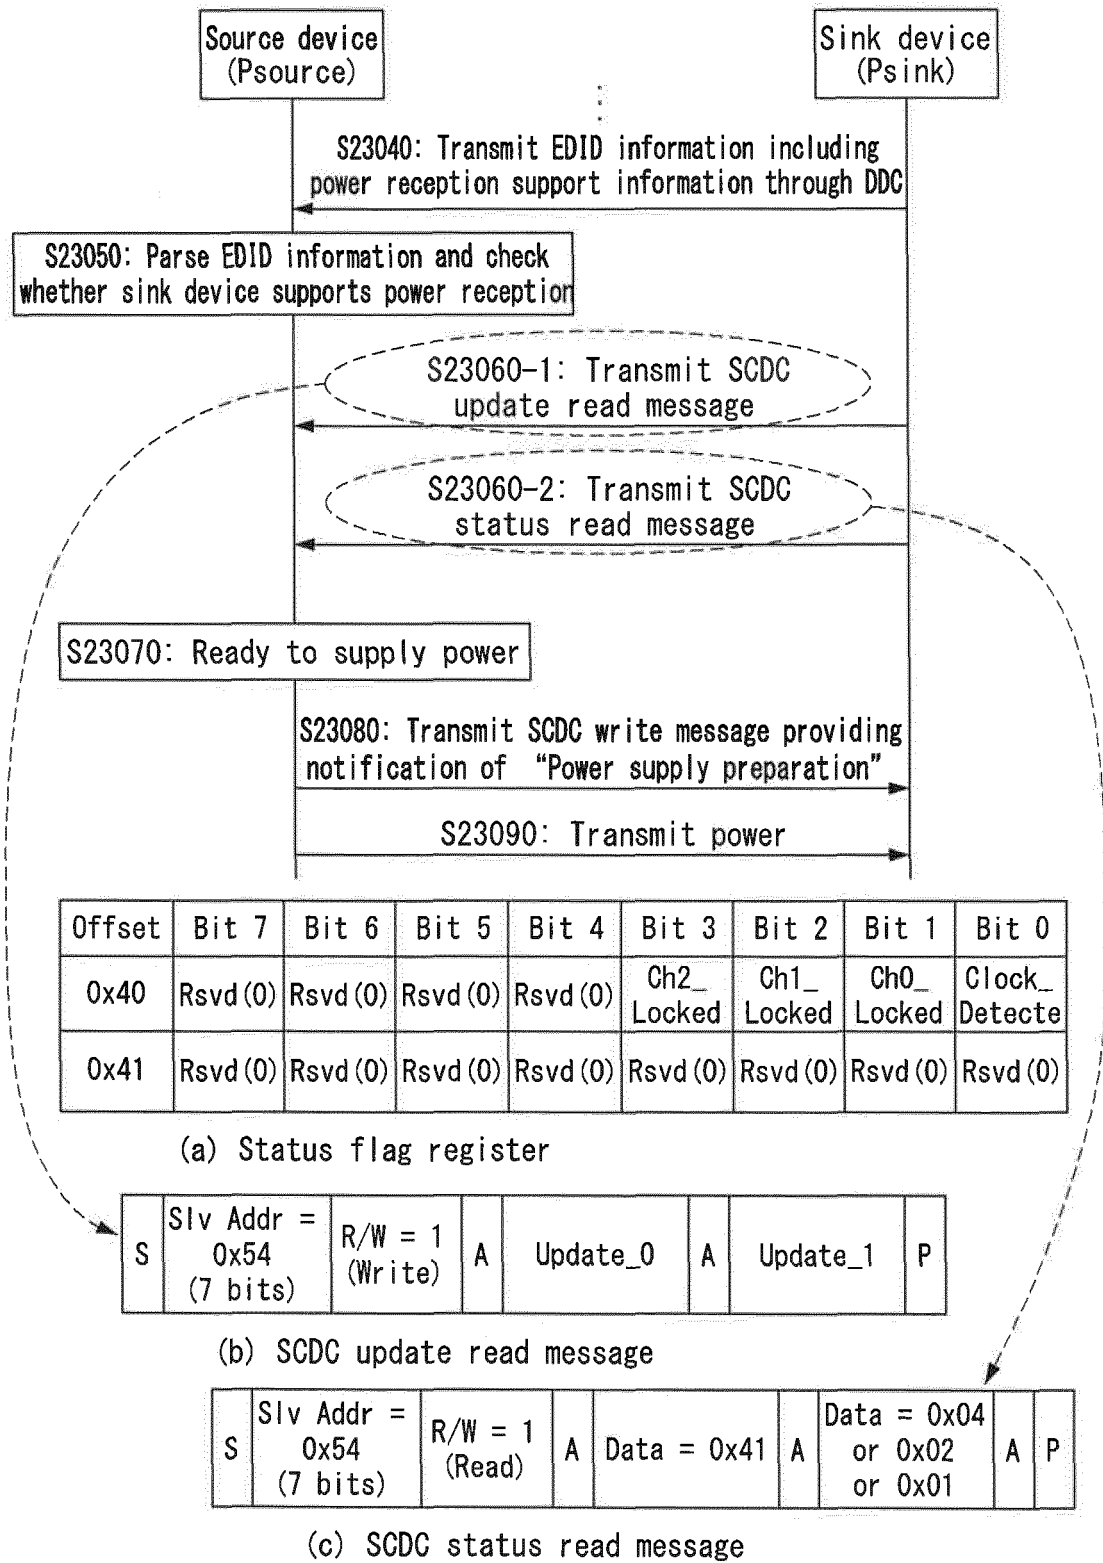 Source device
(Psource)
Sink device
(Psink)
S23040: Transmit EDID information including
power reception support information through DDC
S23050: Parse EDID information and check
whether sink device supports power reception
S23060-1: Transmit SCDC
update read message
S23060-2: Transmit SCDC
status read message
S23070: Ready to supply power
S23080: Transmit SCDC write message providing
notification of “Power supply preparation”
S23090: Transmit power
Offset Bit 7 Bit 6 Bit 5 Bit 4 Bit 3 Bit 2 Bit 1 Bit 0
0x40 Rsvd(0) Rsvd(0) Rsvd(0) Rsvd(0) Ch2_ Locked Ch1_ Locked Ch0_ Locked Clock_ Detecte
0x41 Rsvd(0) Rsvd(0) Rsvd(0) Rsvd(0) Rsvd(0) Rsvd(0) Rsvd(0) Rsvd(0)
(a) Status flag register
S
Slv Addr =
0x54
(7 bits)
R/W = 1
(Write)
A
Update_0
A
Update_1
P
(b) SCDC update read message
S
Slv Addr =
0x54
(7 bits)
R/W = 1
(Read)
A
Data = 0x41
A
Data = 0x04
or 0x02
or 0x01
A
P
(c) SCDC status read message